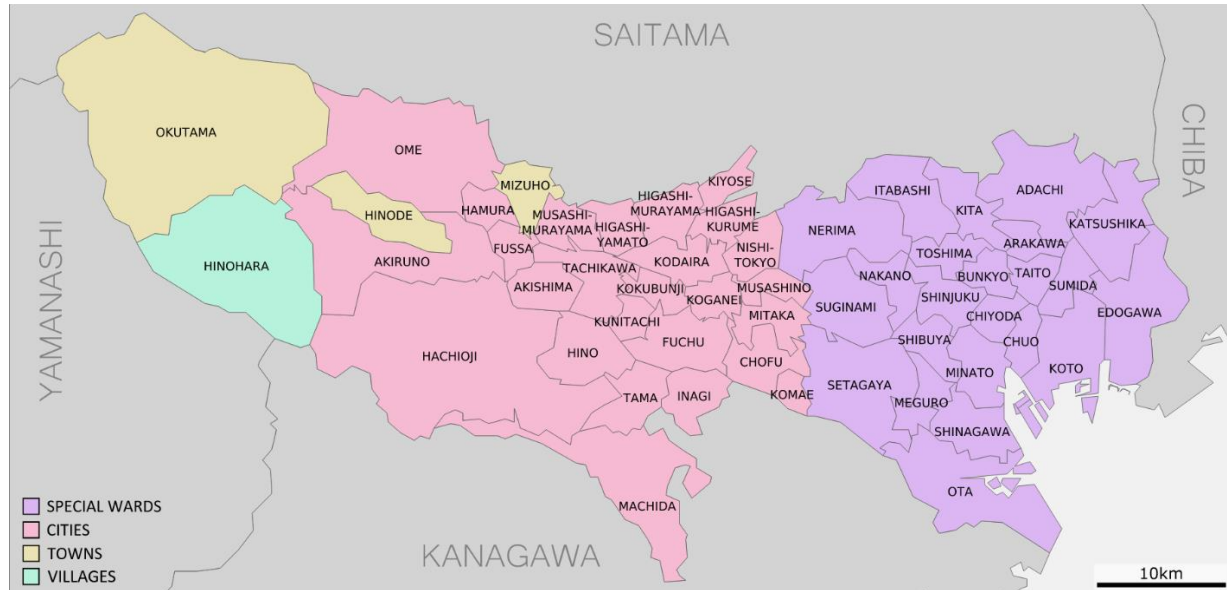 SAITAMA
CHIBA
YAMANASHI
KANAGAWA
OKUTAMA
OME
MIZUHO
KIYOSE
HINODE
HAMURA
MUSASHI-
MURAYAMA
HIGASHI-
MURAYAMA
HIGASHI-
YAMATO
HIGASHI-
KURUME
HINOHARA
AKIRUNO
FUSSA
NISHI-
TOKYO
KODAIRA
TACHIKAWA
AKISHIMA
KOKUBUNJI
KOGANEI
MUSASHINO
MITAKA
KUNITACHI
HACHIOJI
HINO
FUCHU
CHOFU
TAMA
INAGI
KOMAE
MACHIDA
ITABASHI
KITA
ADACHI
KATSUSHIKA
NERIMA
TOSHIMA
ARAKAWA
NAKANO
BUNKYO
TAITO
SUMIDA
SUGINAMI
SHINJUKU
CHIYODA
EDOGAWA
SHIBUYA
CHUO
KOTO
SETAGAYA
MINATO
MEGURO
SHINAGAWA
OTA
SPECIAL WARDS
CITIES
TOWNS
VILLAGES
10km